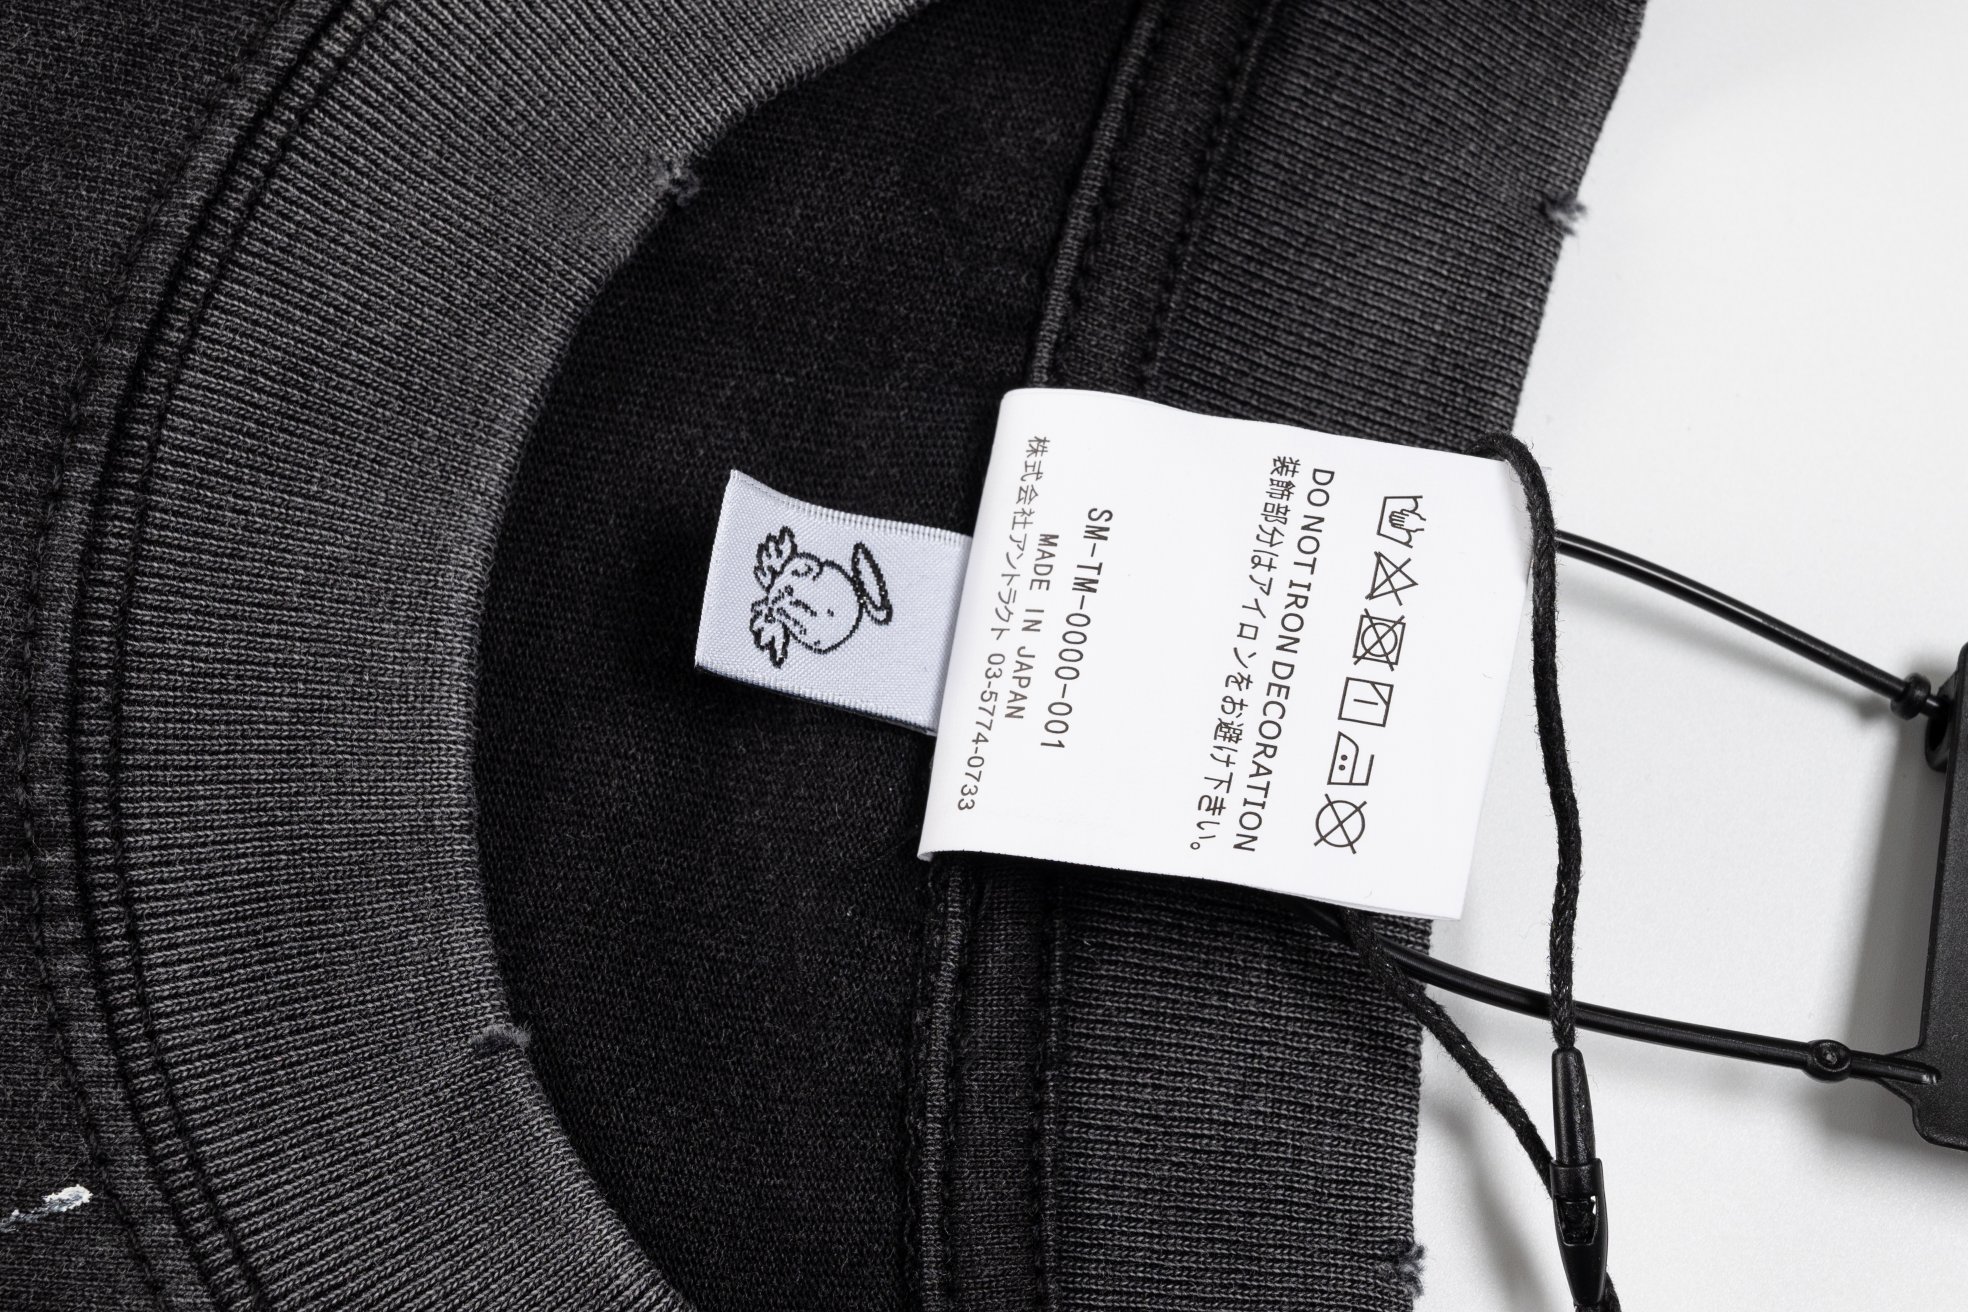 DO NOT IRON DECORATION
装飾部分はアイロンをお避け下さい。
SM-TM-0000-001
MADE IN JAPAN
株式会社アントラクト 03-5774-0733